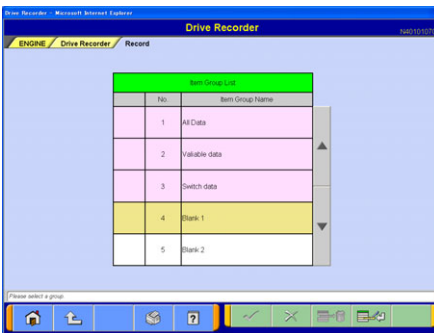 Drive Recorder - Microsoft Internet Explorer
Drive Recorder
N4010107
ENGINE Drive Recorder Record
Item Group List
No. Item Group Name
1 All Data
2 Valiable data
3 Switch data
4 Blank 1
5 Blank 2
Please select a group.
?